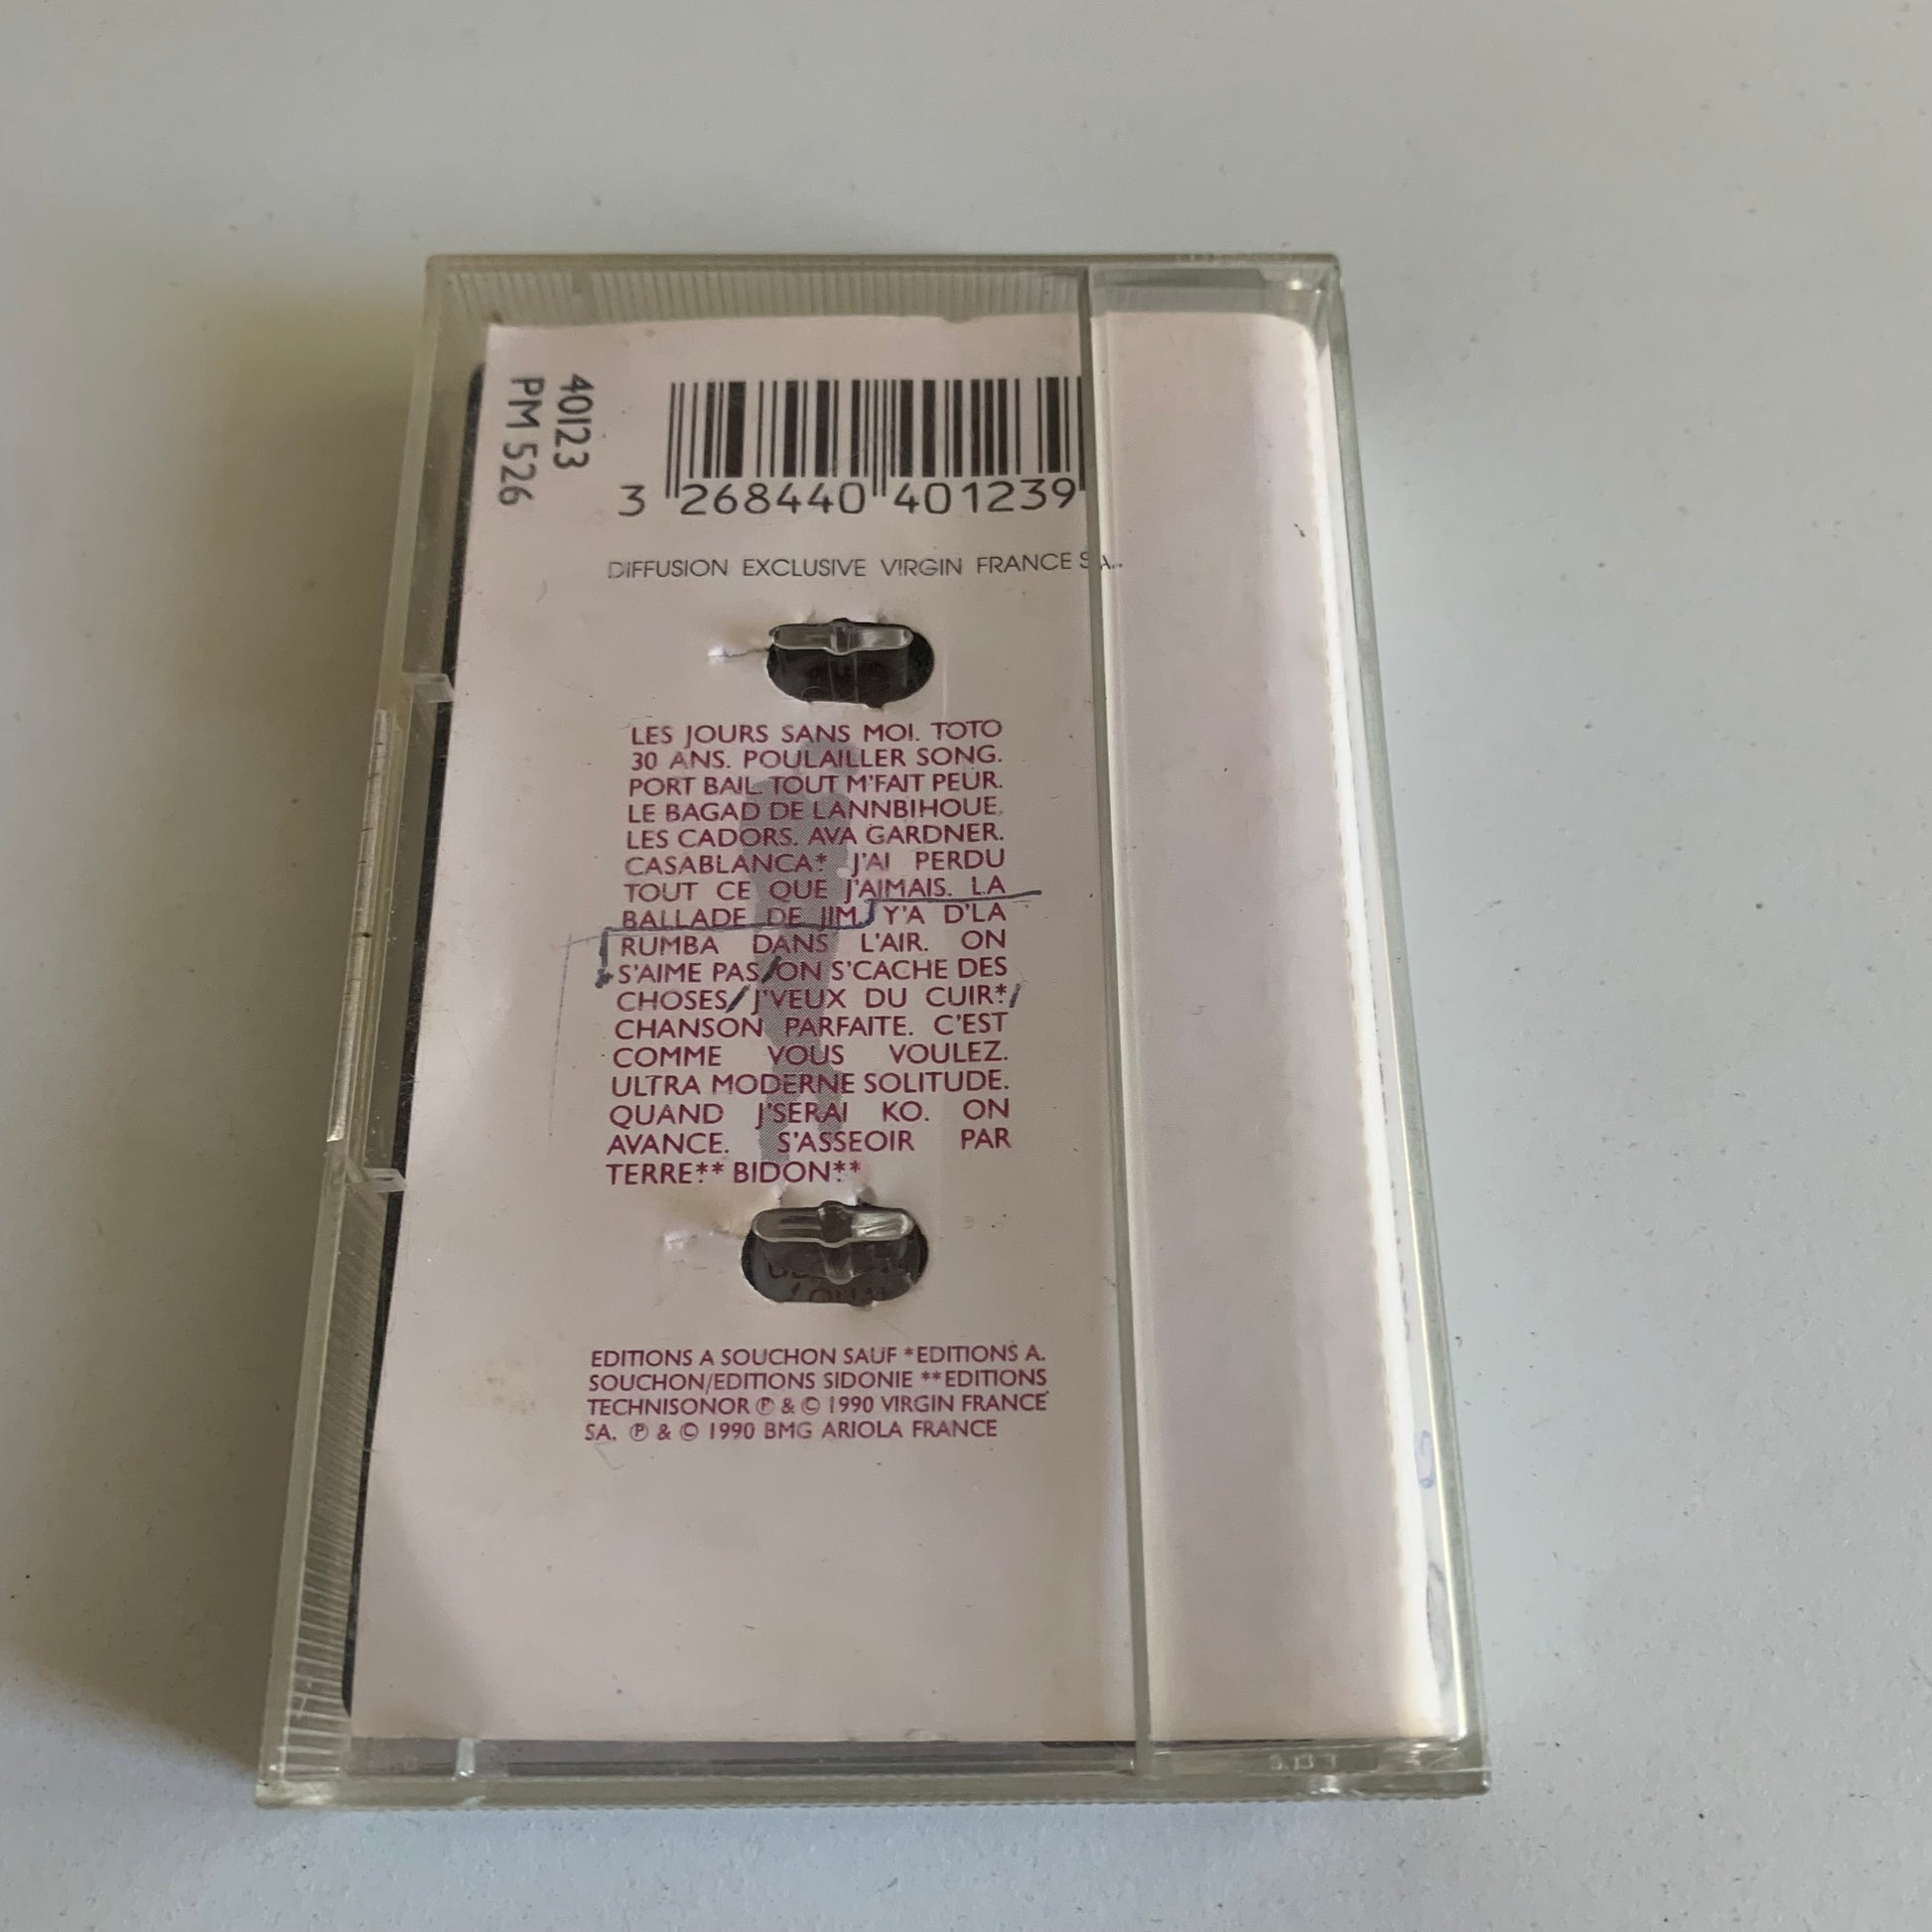 40123
PM 526
3 268440 401239
DIFFUSION EXCLUSIVE VIRGIN FRANCE S.A.
LES JOURS SANS MOI. TOTO
30 ANS. POULAILLER SONG.
PORT BAIL. TOUT M'FAIT PEUR.
LE BAGAD DE LANNBIHOUE.
LES CADORS. AVA GARDNER.
CASABLANCA* J'AI PERDU
TOUT CE QUE J'AIMAIS. LA
BALLADE DE JIM. Y'A D'LA
RUMBA DANS L'AIR. ON
S'AIME PAS/ON S'CACHE DES
CHOSES/J'VEUX DU CUIR*/
CHANSON PARFAITE. C'EST
COMME VOUS VOULEZ.
ULTRA MODERNE SOLITUDE.
QUAND J'SERAI KO. ON
AVANCE. S'ASSEOIR PAR
TERRE** BIDON**
EDITIONS A SOUCHON SAUF *EDITIONS A.
SOUCHON/EDITIONS SIDONIE **EDITIONS
TECHNISONOR ℗ & © 1990 VIRGIN FRANCE
SA. ℗ & © 1990 BMG ARIOLA FRANCE